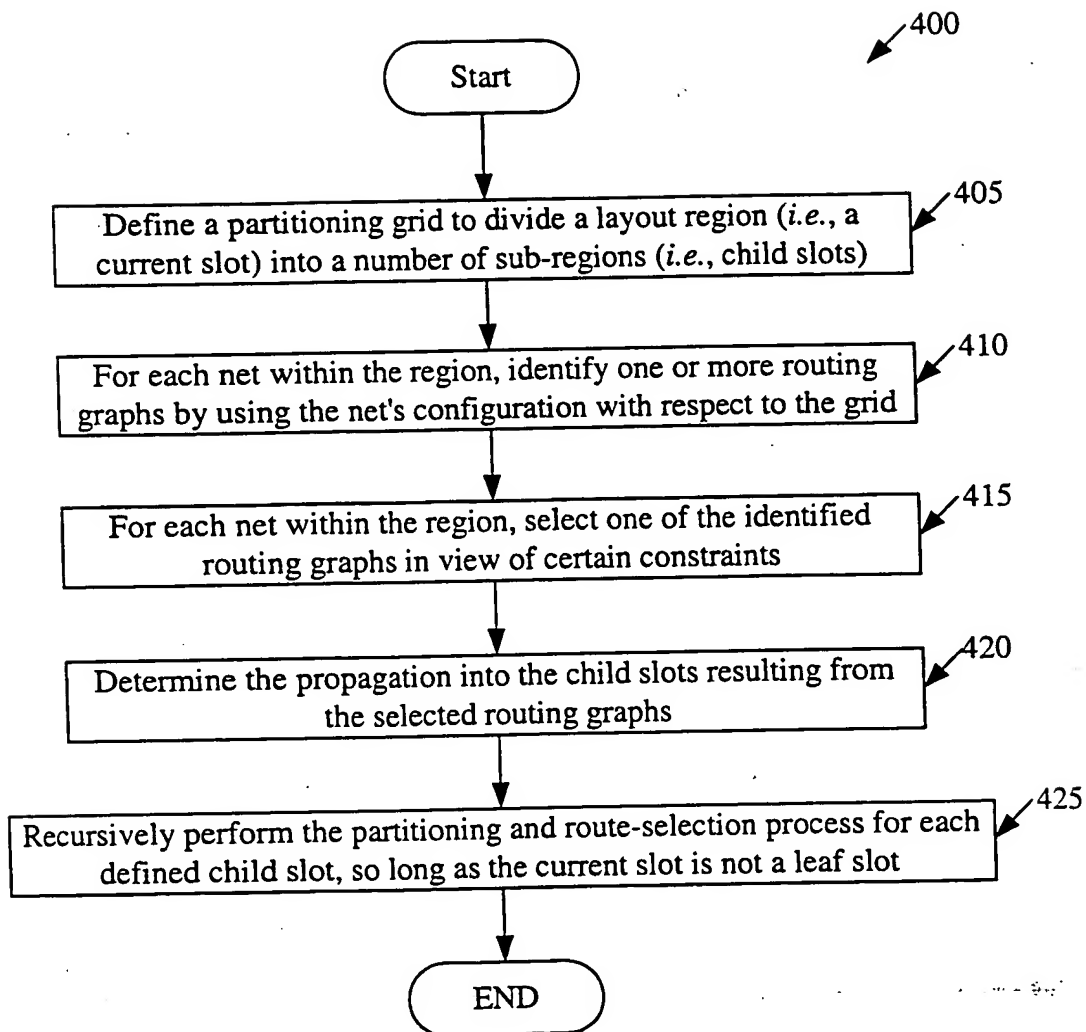 400
Start
405
Define a partitioning grid to divide a layout region (i.e., a
current slot) into a number of sub-regions (i.e., child slots)
410
For each net within the region, identify one or more routing
graphs by using the net's configuration with respect to the grid
415
For each net within the region, select one of the identified
routing graphs in view of certain constraints
420
Determine the propagation into the child slots resulting from
the selected routing graphs
425
Recursively perform the partitioning and route-selection process for each
defined child slot, so long as the current slot is not a leaf slot
END